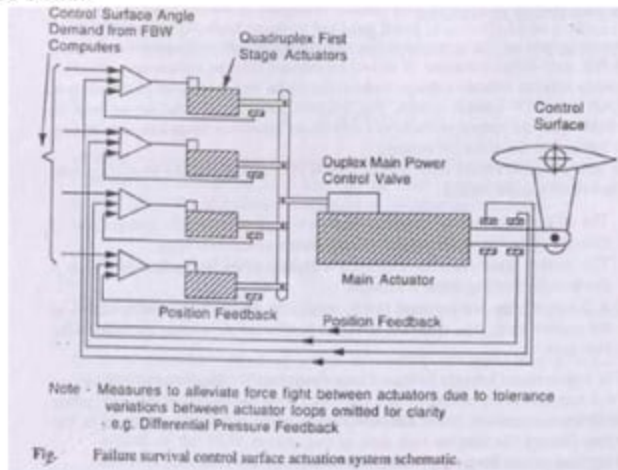 Control Surface Angle
Demand from FBW
Computers
Quadruplex First
Stage Actuators
Control
Surface
Duplex Main Power
Control Valve
Main Actuator
Position Feedback
Position Feedback
Note - Measures to alleviate force fight between actuators due to tolerance
variations between actuator loops omitted for clarity
- e.g. Differential Pressure Feedback
Fig. Failure survival control surface actuation system schematic.